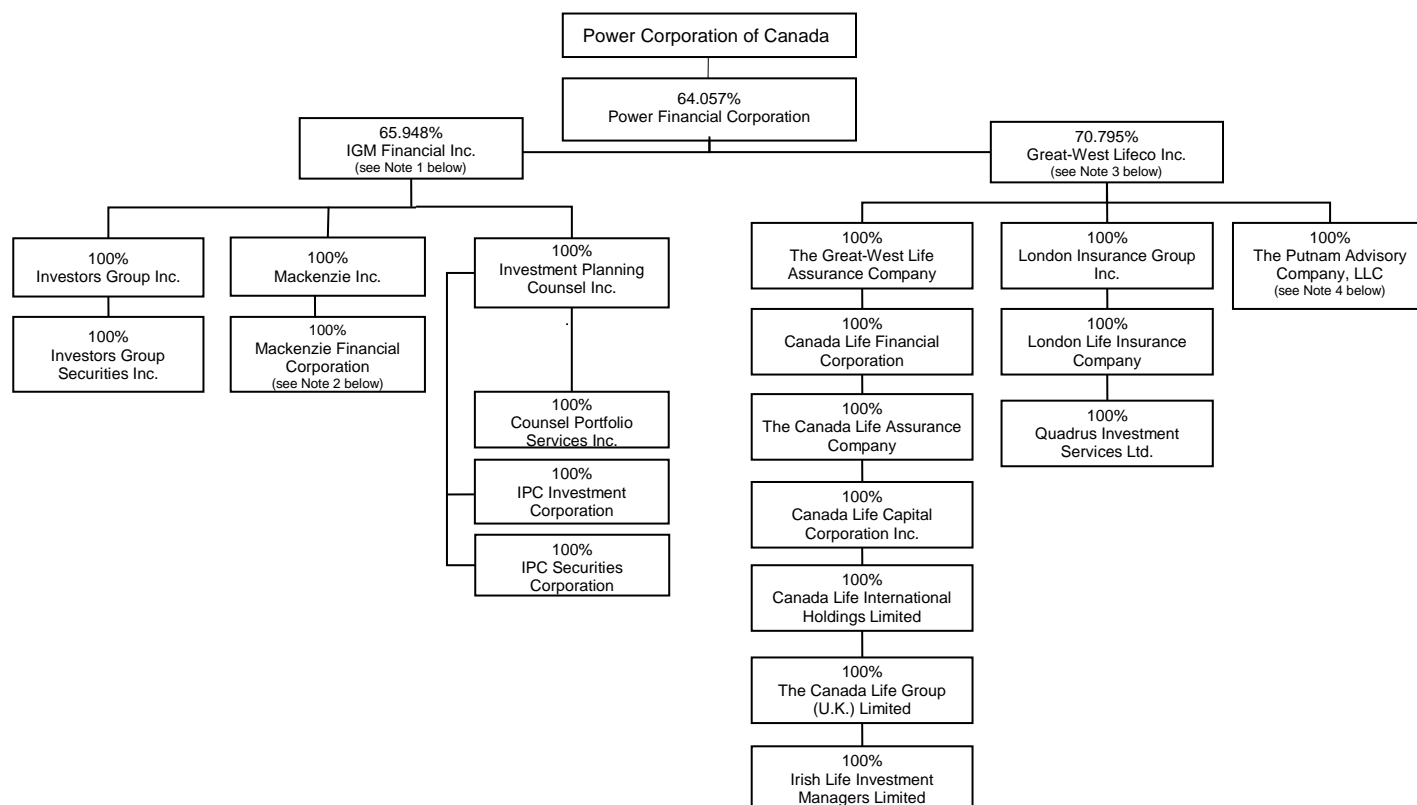 Power Corporation of Canada
64.057%
Power Financial Corporation
65.948%
IGM Financial Inc.
(see Note 1 below)
70.795%
Great-West Lifeco Inc.
(see Note 3 below)
100%
Investors Group Inc.
100%
Mackenzie Inc.
100%
Investment Planning
Counsel Inc.
100%
The Great-West Life
Assurance Company
100%
London Insurance Group
Inc.
100%
The Putnam Advisory
Company, LLC
(see Note 4 below)
100%
Investors Group
Securities Inc.
100%
Mackenzie Financial
Corporation
(see Note 2 below)
100%
Canada Life Financial
Corporation
100%
London Life Insurance
Company
100%
Counsel Portfolio
Services Inc.
100%
The Canada Life Assurance
Company
100%
Quadrus Investment
Services Ltd.
100%
IPC Investment
Corporation
100%
Canada Life Capital
Corporation Inc.
100%
IPC Securities
Corporation
100%
Canada Life International
Holdings Limited
100%
The Canada Life Group
(U.K.) Limited
100%
Irish Life Investment
Managers Limited